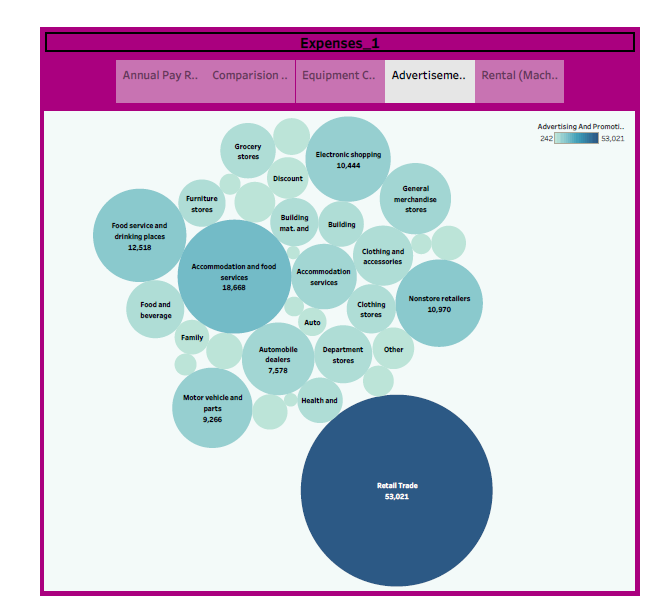 Expenses_1
Annual Pay R..
Comparision ..
Equipment C..
Advertiseme..
Rental (Mach..
Advertising And Promoti..
242
53,021
Grocery
stores
Electronic shopping
10,444
Discount
General
merchandise
stores
Furniture
stores
Building
mat. and
Building
Food service and
drinking places
12,518
Clothing and
accessories
Accommodation and food
services
18,668
Accommodation
services
Nonstore retailers
10,970
Food and
beverage
Clothing
stores
Auto
Family
Automobile
dealers
7,578
Department
stores
Other
Motor vehicle and
parts
9,266
Health and
Retail Trade
53,021